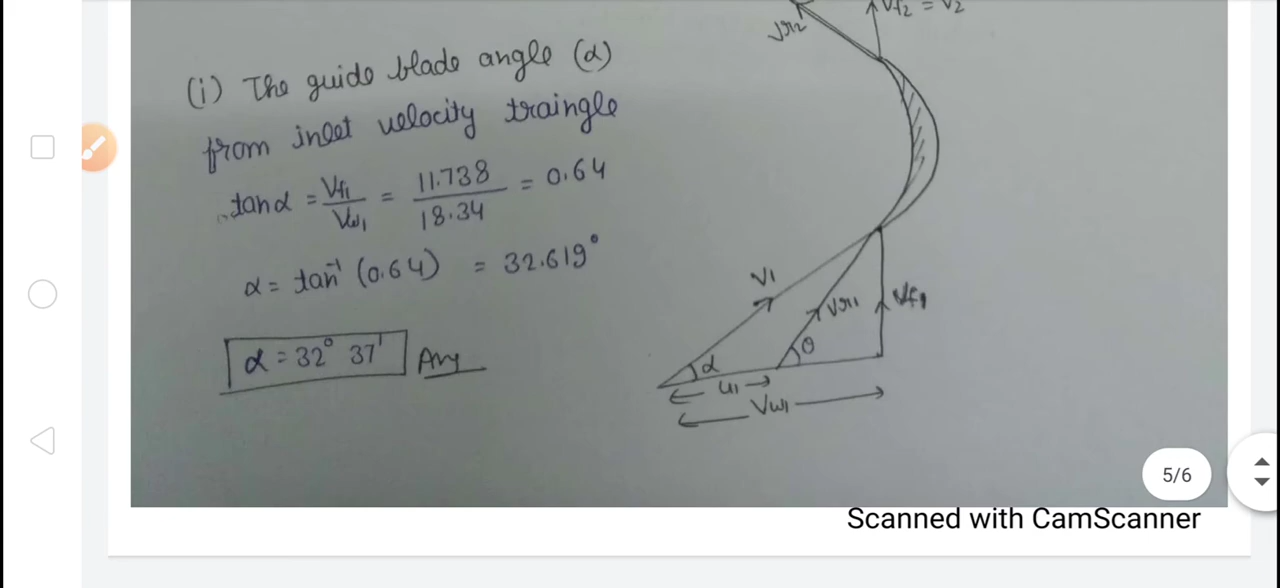 Vr2
Vf2 = V2
(i) The guide blade angle (α)
from inlet velocity traingle
tanα = Vf1/Vw1 = 11.738/18.34 = 0.64
α = tan⁻¹ (0.64) = 32.619°
α = 32° 37' Ans
V1
Vr1
Vf1
α
θ
u1
Vw1
5/6
Scanned with CamScanner